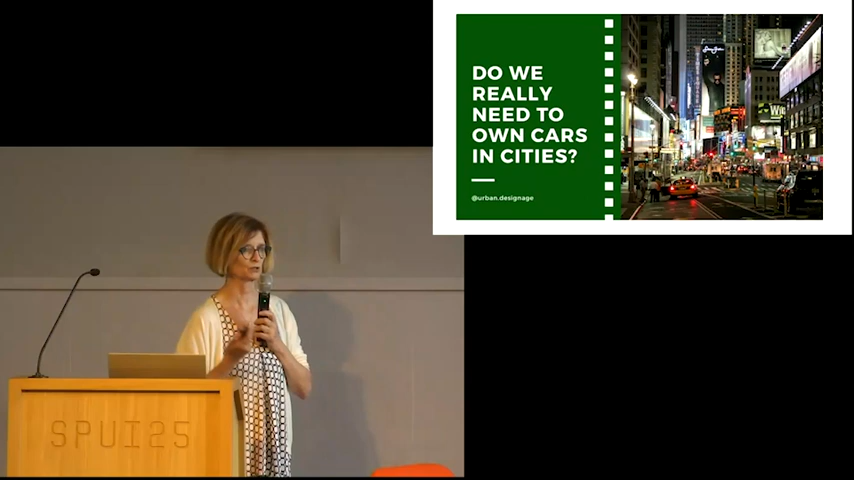 DO WE
REALLY
NEED TO
OWN CARS
IN CITIES?
@urban.designage
SPUI25